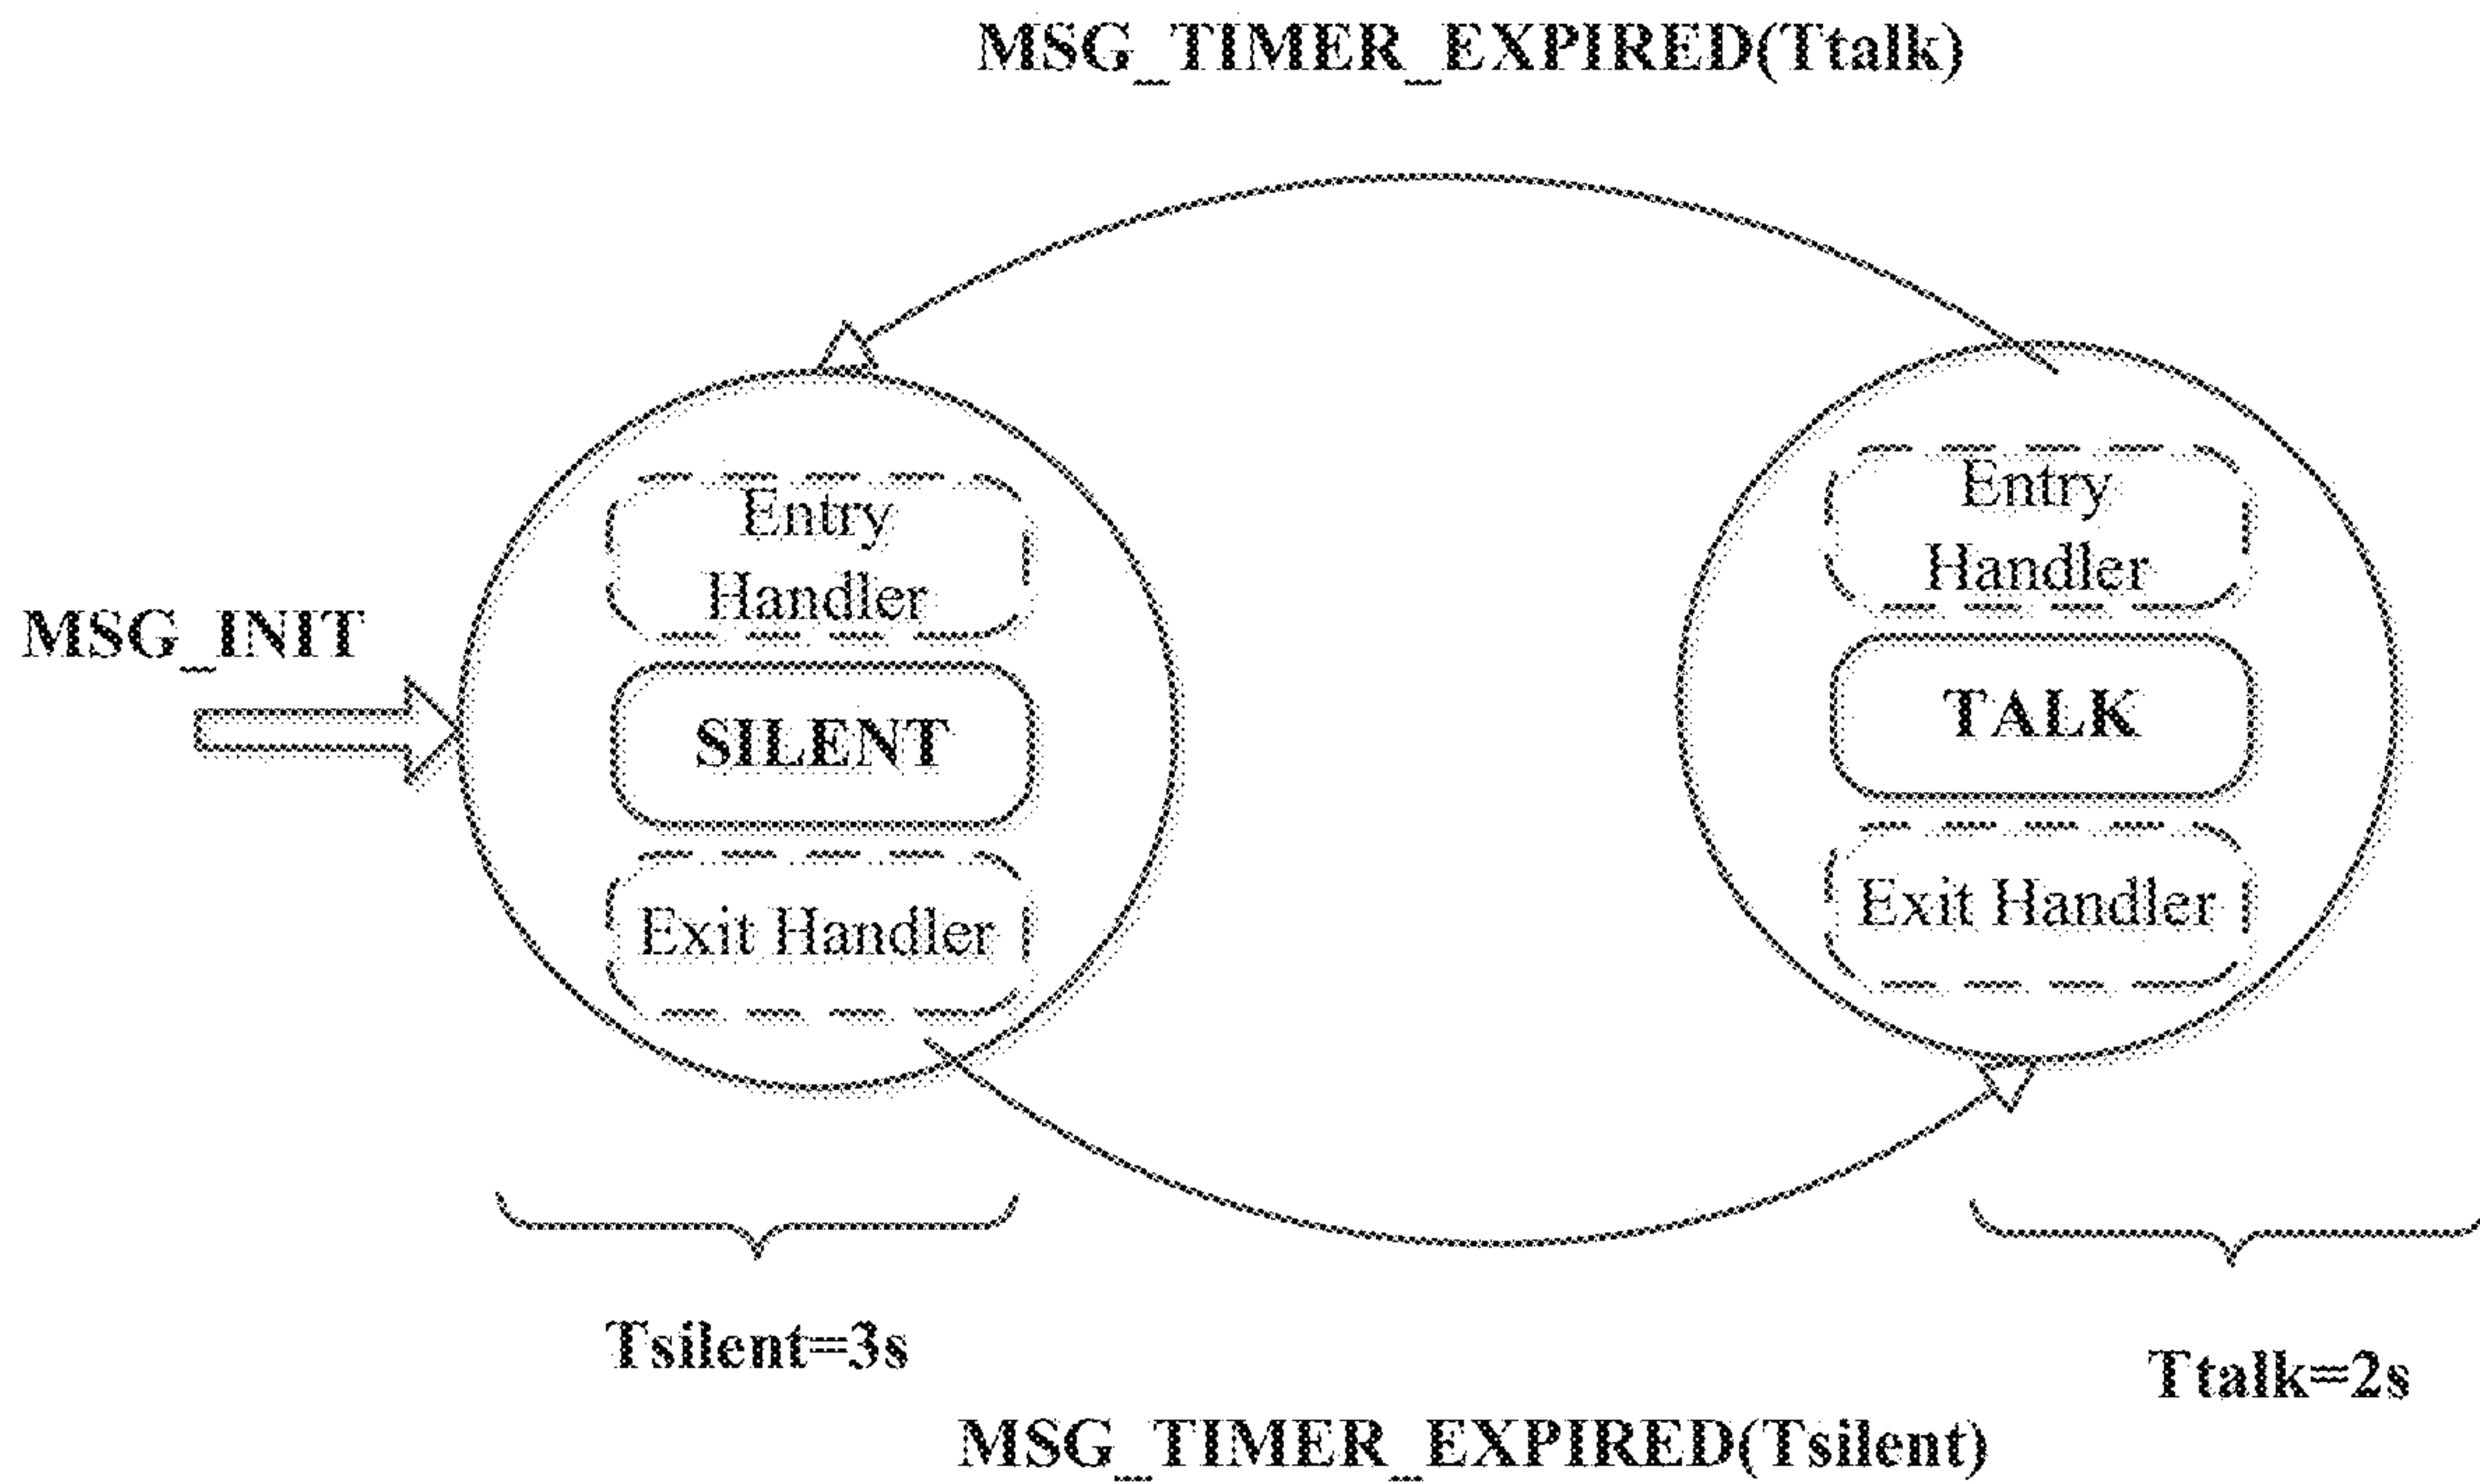 MSG_TIMER_EXPIRED(Ttalk)
MSG_INIT
Entry
Handler
SILENT
Exit Handler
Entry
Handler
TALK
Exit Handler
Tsilent=3s
Ttalk=2s
MSG_TIMER_EXPIRED(Tsilent)